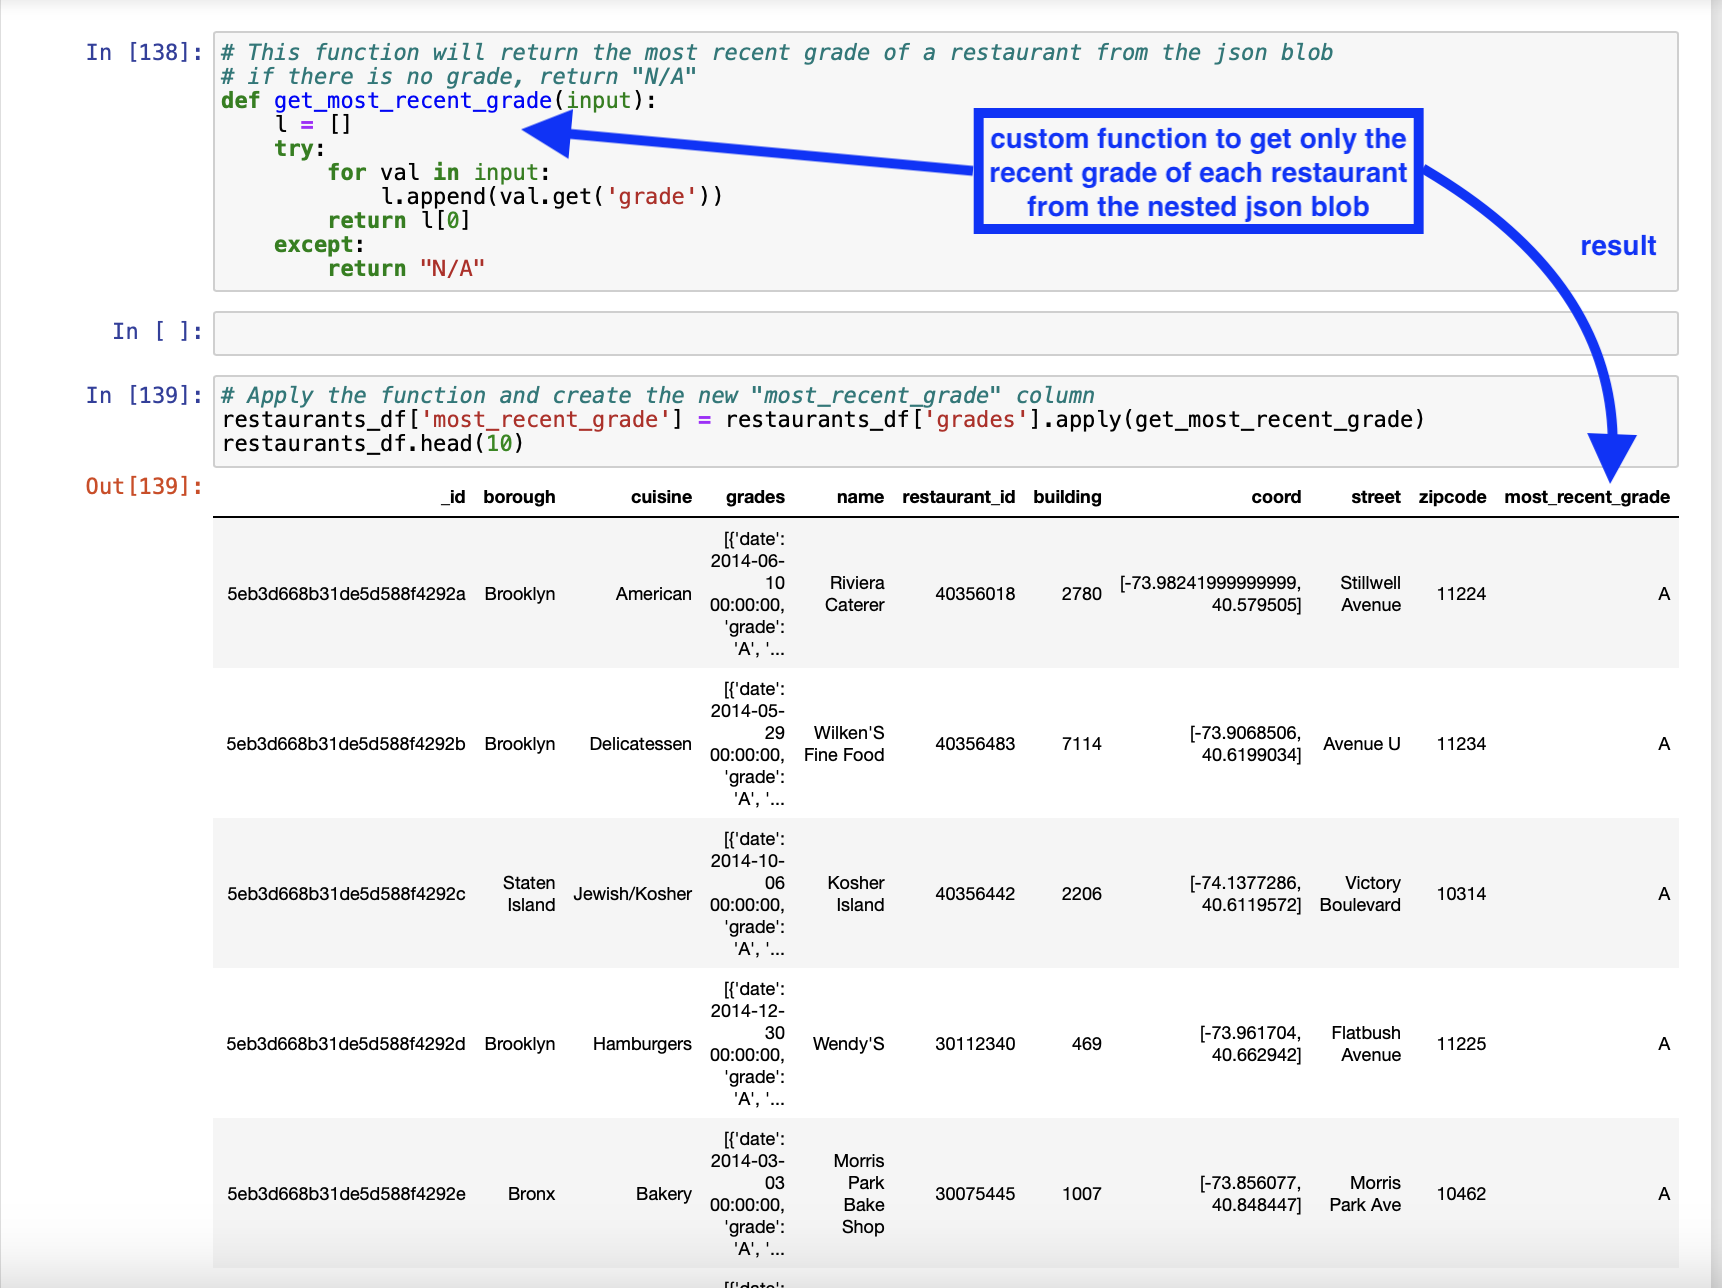 In [138]:
# This function will return the most recent grade of a restaurant from the json blob
# if there is no grade, return "N/A"
def get_most_recent_grade(input):
    l = []
    try:
        for val in input:
            l.append(val.get('grade'))
        return l[0]
    except:
        return "N/A"
custom function to get only the
recent grade of each restaurant
from the nested json blob
result
In [ ]:
In [139]:
# Apply the function and create the new "most_recent_grade" column
restaurants_df['most_recent_grade'] = restaurants_df['grades'].apply(get_most_recent_grade)
restaurants_df.head(10)
Out[139]:
_id borough cuisine grades name restaurant_id building coord street zipcode most_recent_grade
5eb3d668b31de5d588f4292a
Brooklyn
American
[{'date':
2014-06-
10
00:00:00,
'grade':
'A', '...
Riviera
Caterer
40356018
2780
[-73.98241999999999,
40.579505]
Stillwell
Avenue
11224
A
5eb3d668b31de5d588f4292b
Brooklyn
Delicatessen
[{'date':
2014-05-
29
00:00:00,
'grade':
'A', '...
Wilken'S
Fine Food
40356483
7114
[-73.9068506,
40.6199034]
Avenue U
11234
A
5eb3d668b31de5d588f4292c
Staten
Island
Jewish/Kosher
[{'date':
2014-10-
06
00:00:00,
'grade':
'A', '...
Kosher
Island
40356442
2206
[-74.1377286,
40.6119572]
Victory
Boulevard
10314
A
5eb3d668b31de5d588f4292d
Brooklyn
Hamburgers
[{'date':
2014-12-
30
00:00:00,
'grade':
'A', '...
Wendy'S
30112340
469
[-73.961704,
40.662942]
Flatbush
Avenue
11225
A
5eb3d668b31de5d588f4292e
Bronx
Bakery
[{'date':
2014-03-
03
00:00:00,
'grade':
'A', '...
Morris
Park
Bake
Shop
30075445
1007
[-73.856077,
40.848447]
Morris
Park Ave
10462
A